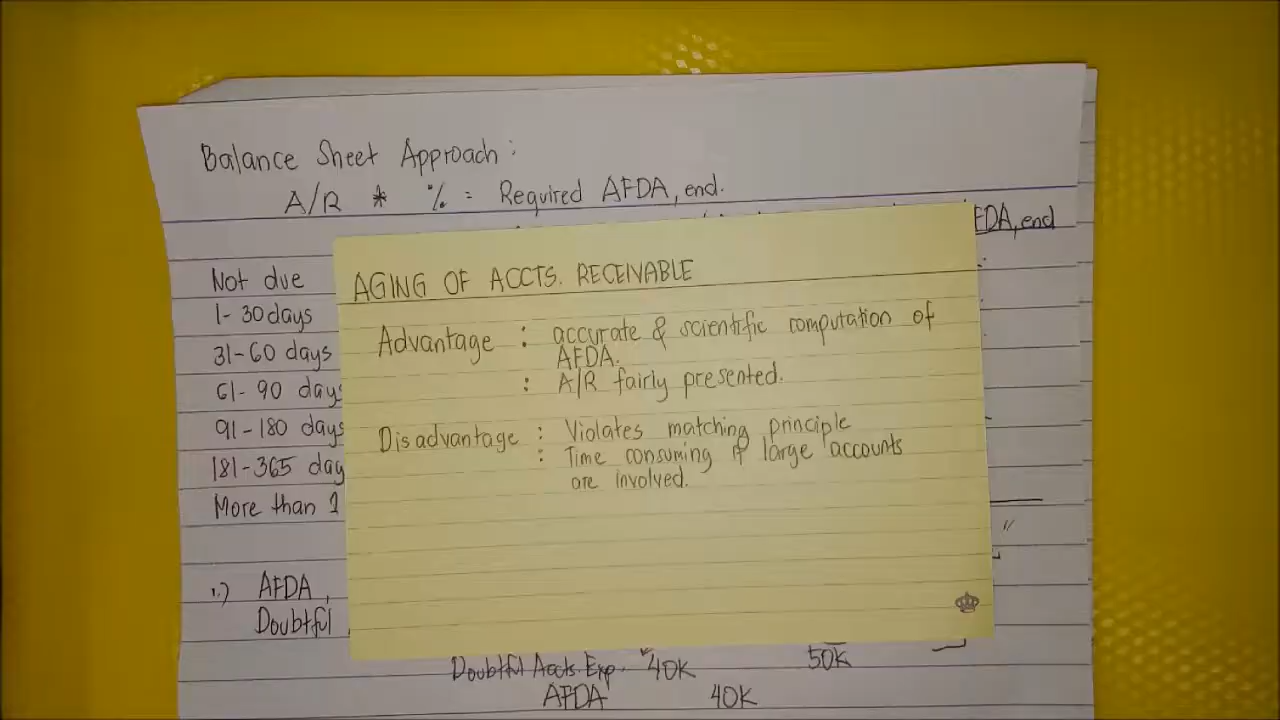 Balance Sheet Approach :
A/R * % = Required AFDA, end.
FDA, end
Not due
1-30 days
31-60 days
61-90 days
91-180 days
181-365 day
More than 1
AGING OF ACCTS. RECEIVABLE
Advantage : accurate & scientific computation of
AFDA.
: A/R fairly presented.
Disadvantage : Violates matching principle
: Time consuming if large accounts
are involved.
1.) AFDA,
Doubtful
50K
Doubtful Accts. Exp. 40K
AFDA 40K